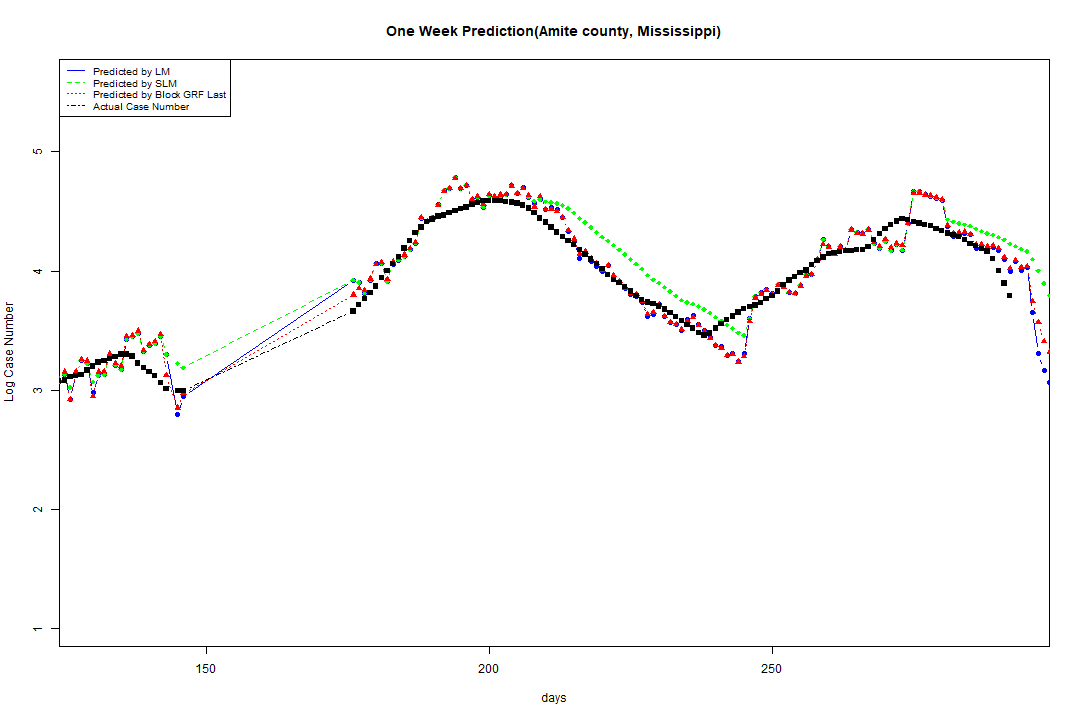 One Week Prediction(Amite county, Mississippi)
Predicted by LM
Predicted by SLM
Predicted by Block GRF Last
Actual Case Number
5
4
3
2
1
Log Case Number
150 200 250
days